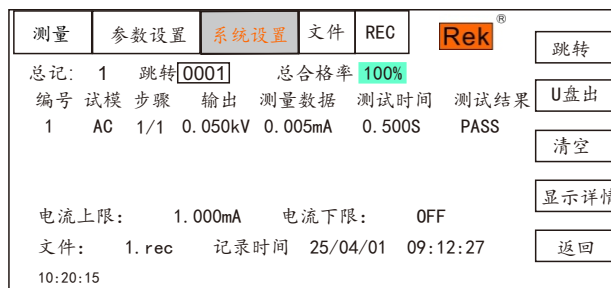 测量 参数设置 系统设置 文件 REC Rek®
跳转
总记: 1 跳转 0001 总合格率 100%
编号 试模 步骤 输出 测量数据 测试时间 测试结果
U盘出
1 AC 1/1 0.050kV 0.005mA 0.500S PASS
清空
显示详情
电流上限: 1.000mA 电流下限: OFF
文件: 1.rec 记录时间 25/04/01 09:12:27
返回
10:20:15